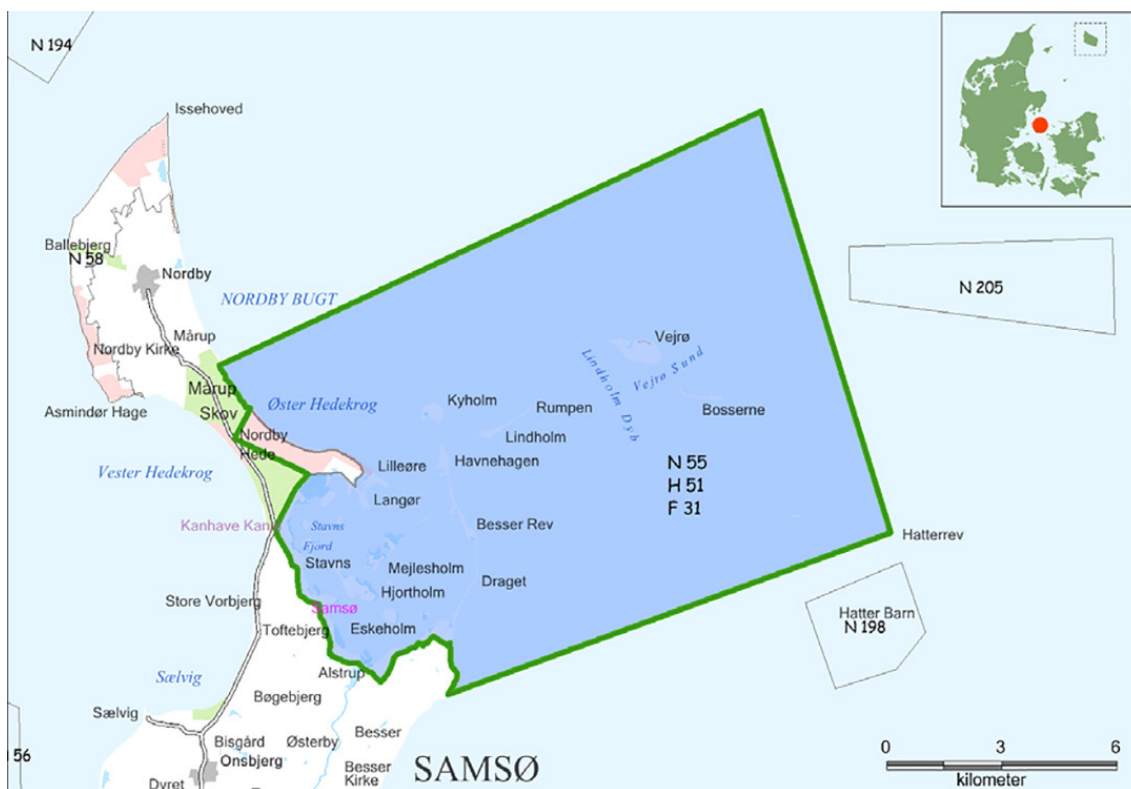 N 194
Issehoved
Ballebjerg
N 58
Nordby
NORDBY BUGT
N 205
Mårup
Nordby Kirke
Vejrø
Lindholm Dyb
Vejrø Sund
Mårup
Skov
Asmindør Hage
Øster Hedekrog
Kyholm
Rumpen
Bosserne
Nordby
Hede
Lindholm
Vester Hedekrog
Lilleøre
Havnehagen
N 55
H 51
F 31
Langør
Kanhave Kanal
Stavns
Fjord
Besser Rev
Hatterrev
Stavns
Mejlesholm
Draget
Hjortholm
Store Vorbjerg
Samsø
Hatter Barn
N 198
Toftebjerg
Eskeholm
Sælvig
Alstrup
Bøgebjerg
Sælvig
Besser
Bisgård
Østerby
Onsbjerg
56
Besser
Kirke
SAMSØ
Dyret
0 3 6
kilometer